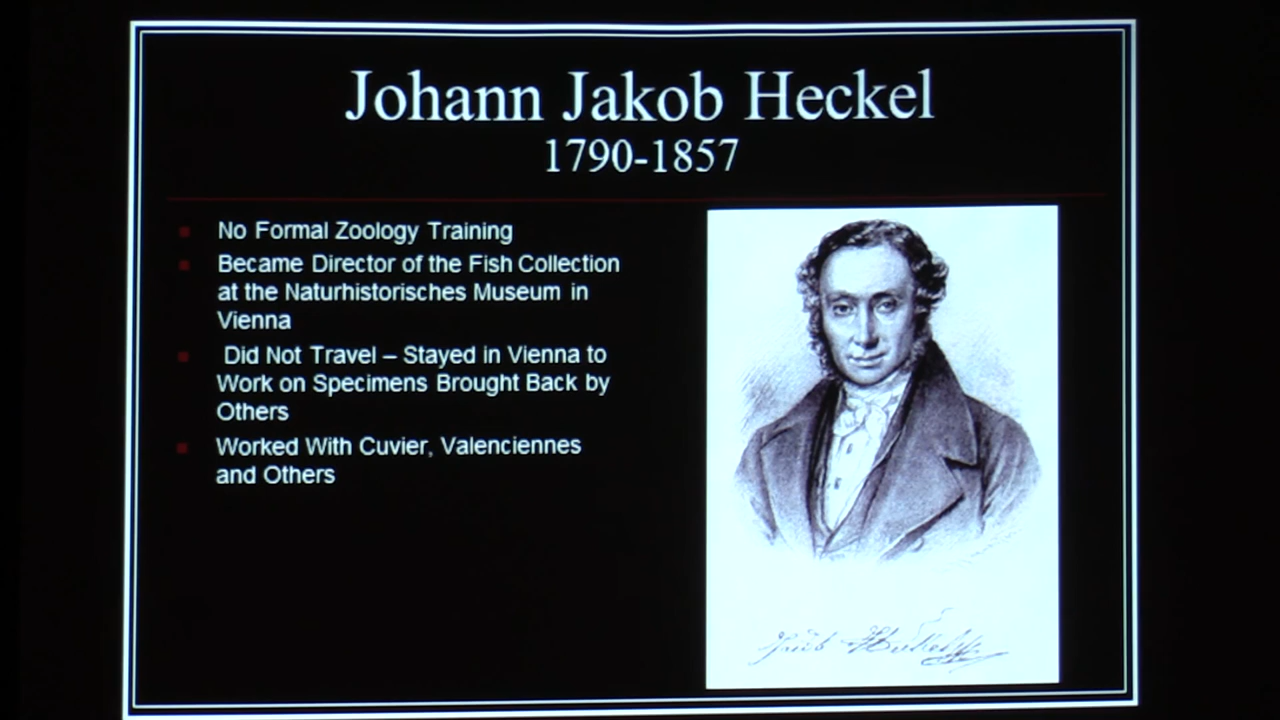 Johann Jakob Heckel
1790-1857
No Formal Zoology Training
Became Director of the Fish Collection
at the Naturhistorisches Museum in
Vienna
Did Not Travel – Stayed in Vienna to
Work on Specimens Brought Back by
Others
Worked With Cuvier, Valenciennes
and Others